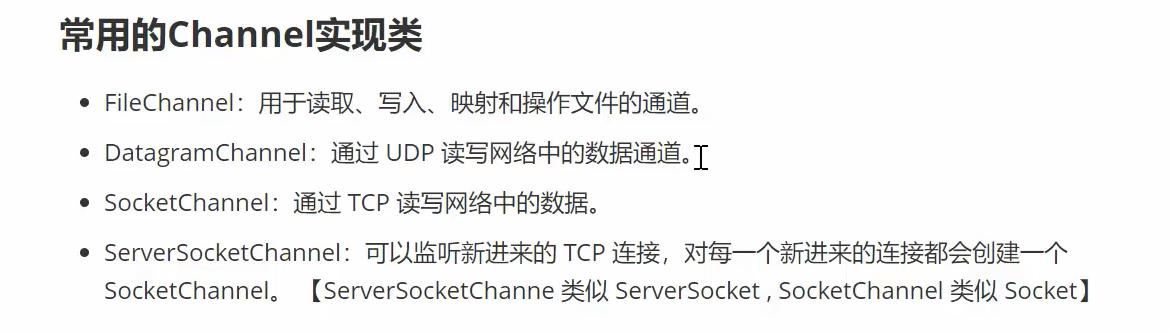 常用的Channel实现类
FileChannel：用于读取、写入、映射和操作文件的通道。
DatagramChannel：通过 UDP 读写网络中的数据通道。
SocketChannel：通过 TCP 读写网络中的数据。
ServerSocketChannel：可以监听新进来的 TCP 连接，对每一个新进来的连接都会创建一个
SocketChannel。 【ServerSocketChanne 类似 ServerSocket , SocketChannel 类似 Socket】